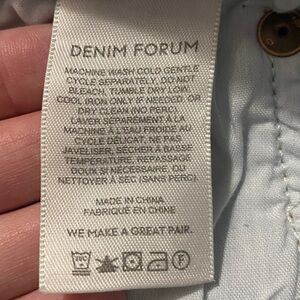 DENIM FORUM
MACHINE WASH COLD GENTLE
CYCLE SEPARATELY, DO NOT
BLEACH, TUMBLE DRY LOW,
COOL IRON ONLY IF NEEDED, OR
DRY CLEAN (NO PERC)
LAVER SÉPARÉMENT À LA
MACHINE À L'EAU FROIDE AU
CYCLE DÉLICAT, NE PAS
JAVELISER, SÉCHER À BASSE
TEMPÉRATURE, REPASSAGE
DOUX SI NÉCESSAIRE, OU
NETTOYER À SEC (SANS PERC)
MADE IN CHINA
FABRIQUÉ EN CHINE
WE MAKE A GREAT PAIR.